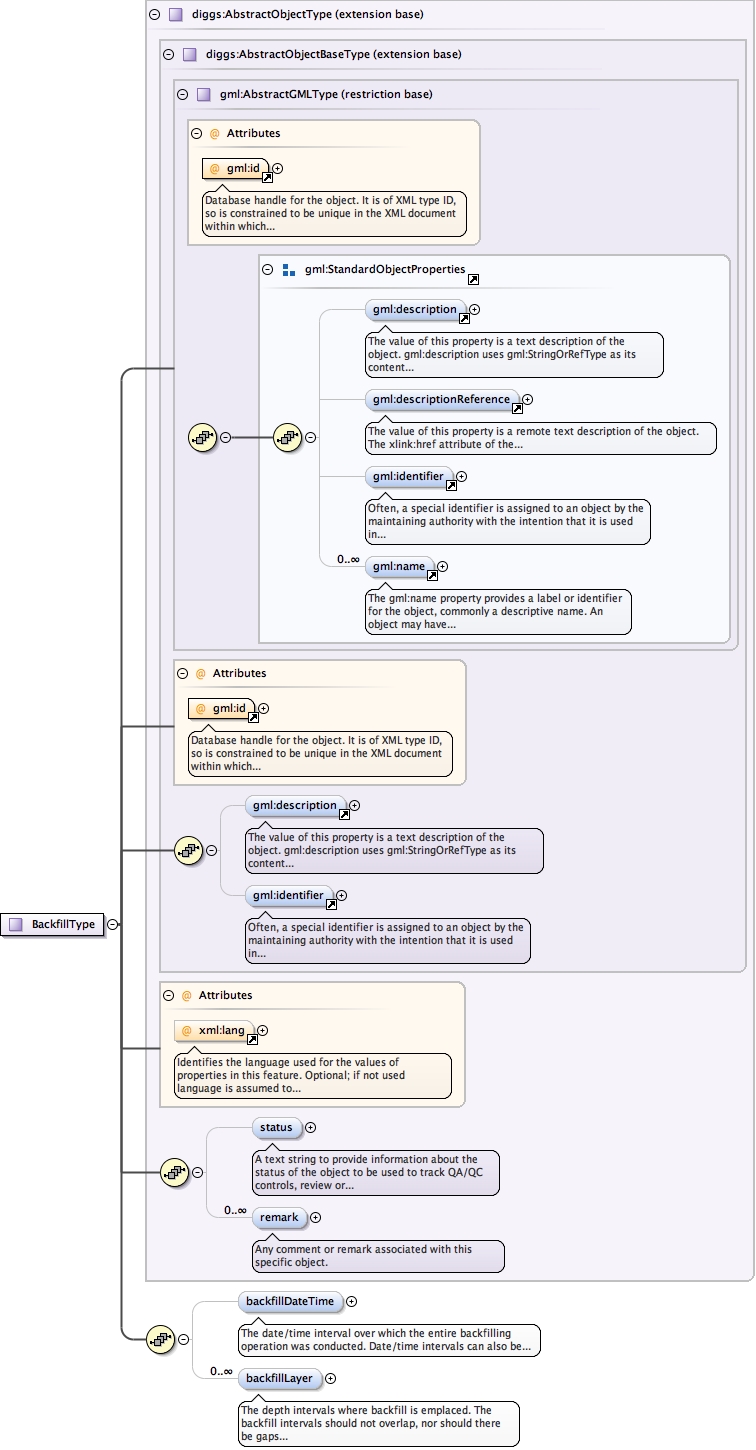 diggs:AbstractObjectType (extension base)
diggs:AbstractObjectBaseType (extension base)
gml:AbstractGMLType (restriction base)
@ Attributes
@ gml:id
Database handle for the object. It is of XML type ID,
so is constrained to be unique in the XML document
within which...
gml:StandardObjectProperties
gml:description
The value of this property is a text description of the
object. gml:description uses gml:StringOrRefType as its
content...
gml:descriptionReference
The value of this property is a remote text description of the object.
The xlink:href attribute of the...
gml:identifier
Often, a special identifier is assigned to an object by the
maintaining authority with the intention that it is used
in...
0..∞
gml:name
The gml:name property provides a label or identifier
for the object, commonly a descriptive name. An
object may have...
@ Attributes
@ gml:id
Database handle for the object. It is of XML type ID,
so is constrained to be unique in the XML document
within which...
gml:description
The value of this property is a text description of the
object. gml:description uses gml:StringOrRefType as its
content...
gml:identifier
Often, a special identifier is assigned to an object by the
maintaining authority with the intention that it is used
in...
BackfillType
@ Attributes
@ xml:lang
Identifies the language used for the values of
properties in this feature. Optional; if not used
language is assumed to...
status
A text string to provide information about the
status of the object to be used to track QA/QC
controls, review or...
0..∞
remark
Any comment or remark associated with this
specific object.
backfillDateTime
The date/time interval over which the entire backfilling
operation was conducted. Date/time intervals can also be...
0..∞
backfillLayer
The depth intervals where backfill is emplaced. The
backfill intervals should not overlap, nor should there
be gaps...